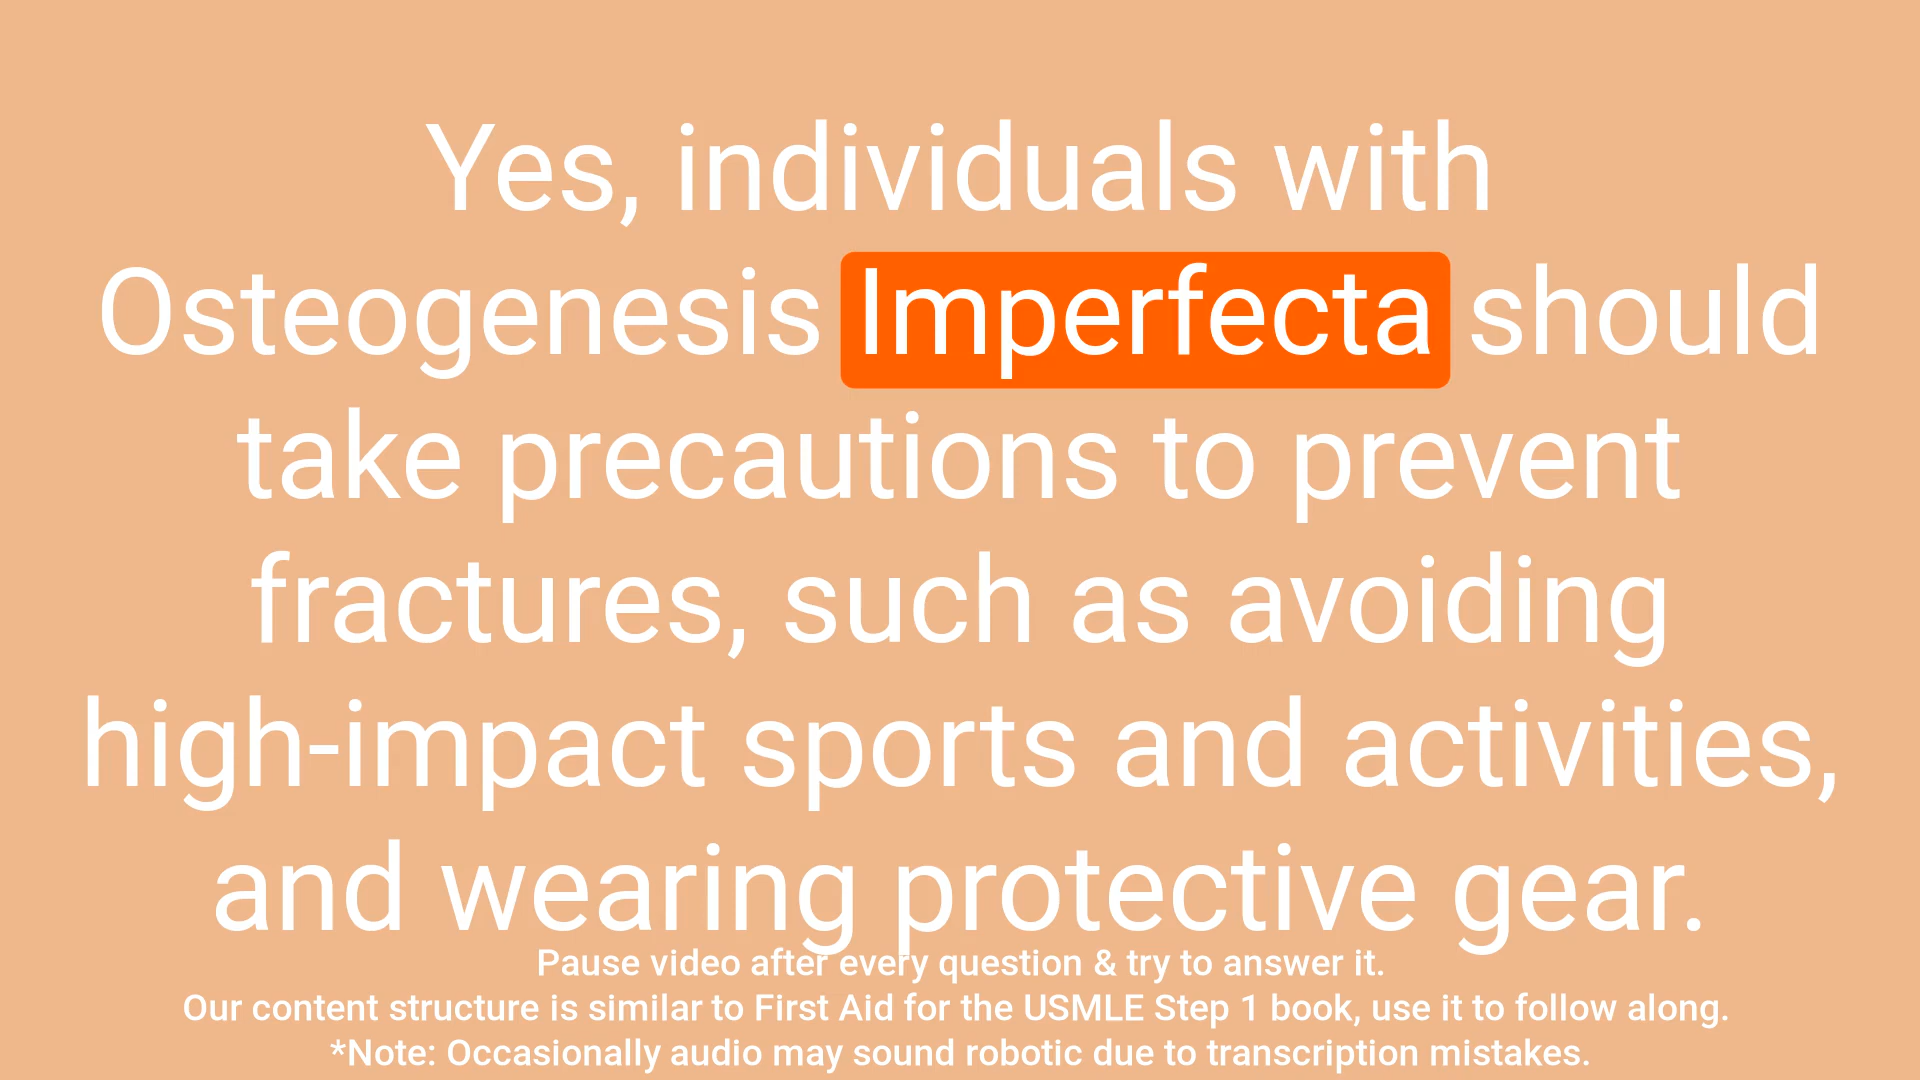 Yes, individuals with
Osteogenesis Imperfecta should
take precautions to prevent
fractures, such as avoiding
high-impact sports and activities,
and wearing protective gear.
Pause video after every question & try to answer it.
Our content structure is similar to First Aid for the USMLE Step 1 book, use it to follow along.
*Note: Occasionally audio may sound robotic due to transcription mistakes.